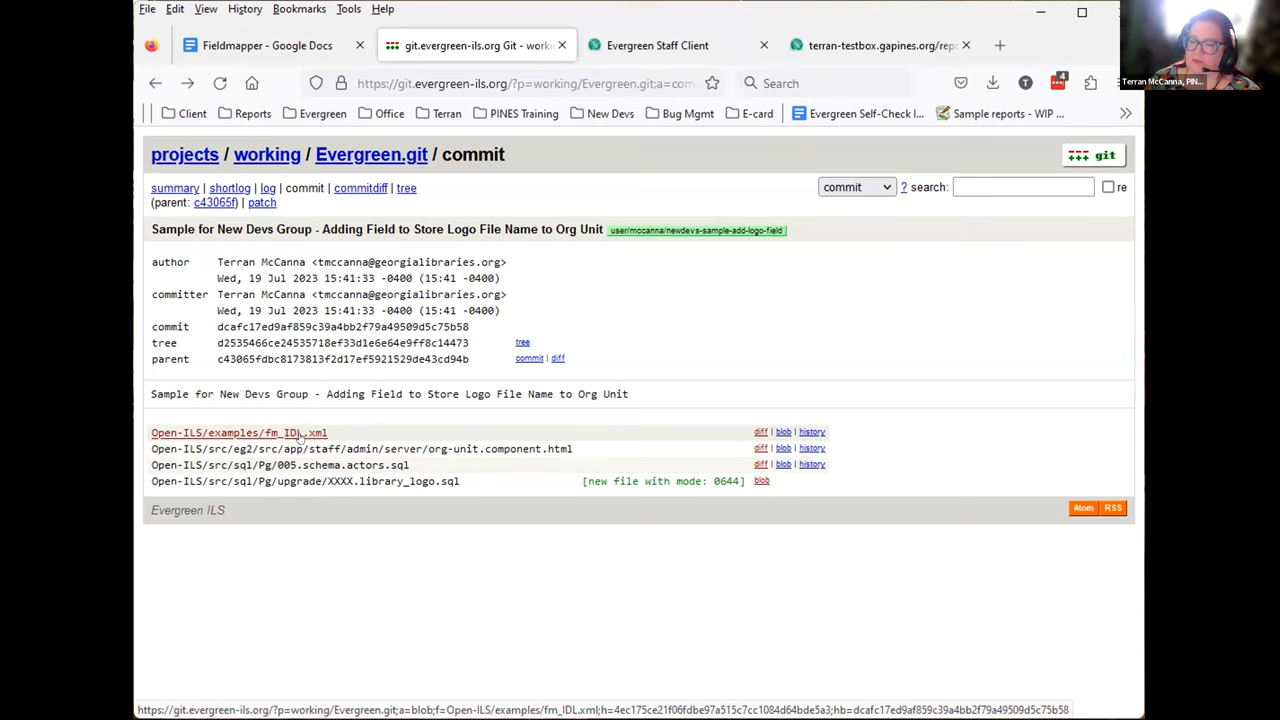 File Edit View History Bookmarks Tools Help
Fieldmapper - Google Docs
git.evergreen-ils.org Git - worki
Evergreen Staff Client
terran-testbox.gapines.org/repo
https://git.evergreen-ils.org/?p=working/Evergreen.git;a=com
Search
T
4
Client Reports Evergreen Office Terran PINES Training New Devs Bug Mgmt E-card Evergreen Self-Check I... Sample reports - WIP ...
Terran McCanna, PIN...
projects / working / Evergreen.git / commit
git
summary | shortlog | log | commit | commitdiff | tree
(parent: c43065f) | patch
commit ? search: re
Sample for New Devs Group - Adding Field to Store Logo File Name to Org Unit user/mccanna/newdevs-sample-add-logo-field
author Terran McCanna <tmccanna@georgialibraries.org>
Wed, 19 Jul 2023 15:41:33 -0400 (15:41 -0400)
committer Terran McCanna <tmccanna@georgialibraries.org>
Wed, 19 Jul 2023 15:41:33 -0400 (15:41 -0400)
commit dcafc17ed9af859c39a4bb2f79a49509d5c75b58
tree d2535466ce24535718ef33d1e6e64e9ff8c14473 tree
parent c43065fdbc8173813f2d17ef5921529de43cd94b commit | diff
Sample for New Devs Group - Adding Field to Store Logo File Name to Org Unit
Open-ILS/examples/fm_IDL.xml diff | blob | history
Open-ILS/src/eg2/src/app/staff/admin/server/org-unit.component.html diff | blob | history
Open-ILS/src/sql/Pg/005.schema.actors.sql diff | blob | history
Open-ILS/src/sql/Pg/upgrade/XXXX.library_logo.sql [new file with mode: 0644] blob
Evergreen ILS
Atom RSS
https://git.evergreen-ils.org/?p=working/Evergreen.git;a=blob;f=Open-ILS/examples/fm_IDL.xml;h=4ec175ce21f06fdbe97a515c7cc1084d64bde5a3;hb=dcafc17ed9af859c39a4bb2f79a49509d5c75b58